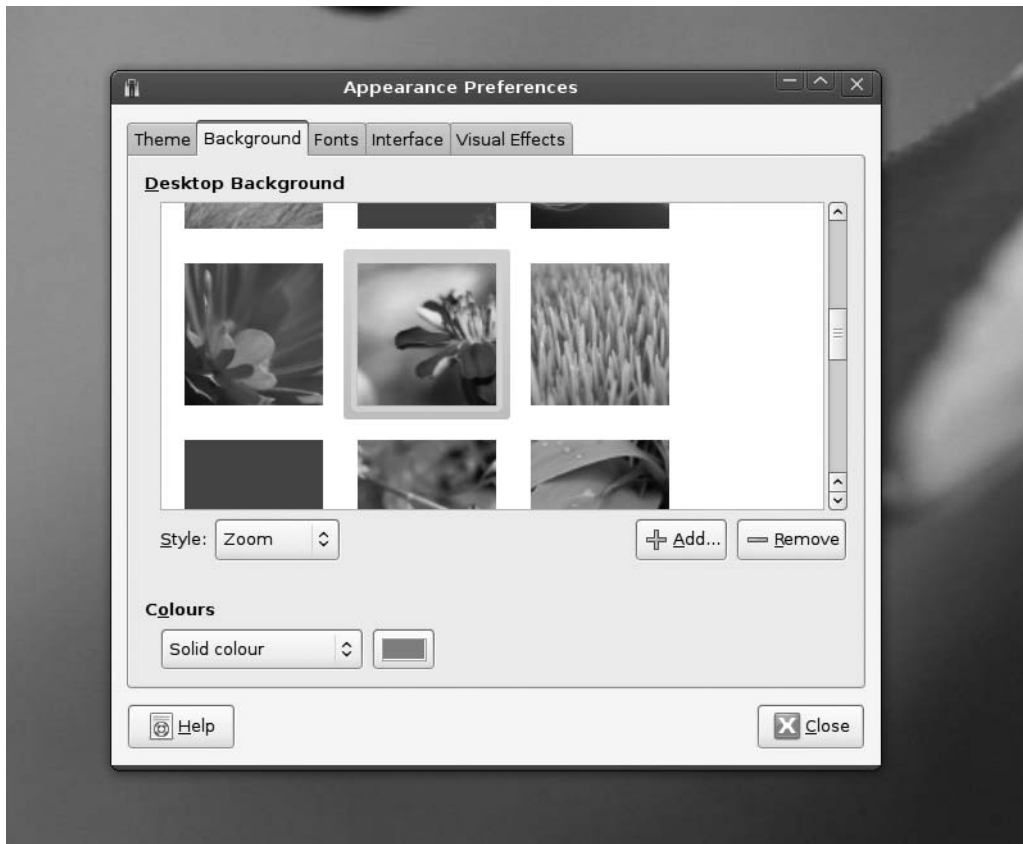 Appearance Preferences
Theme Background Fonts Interface Visual Effects
Desktop Background
Style: Zoom Add... Remove
Colours
Solid colour
Help Close